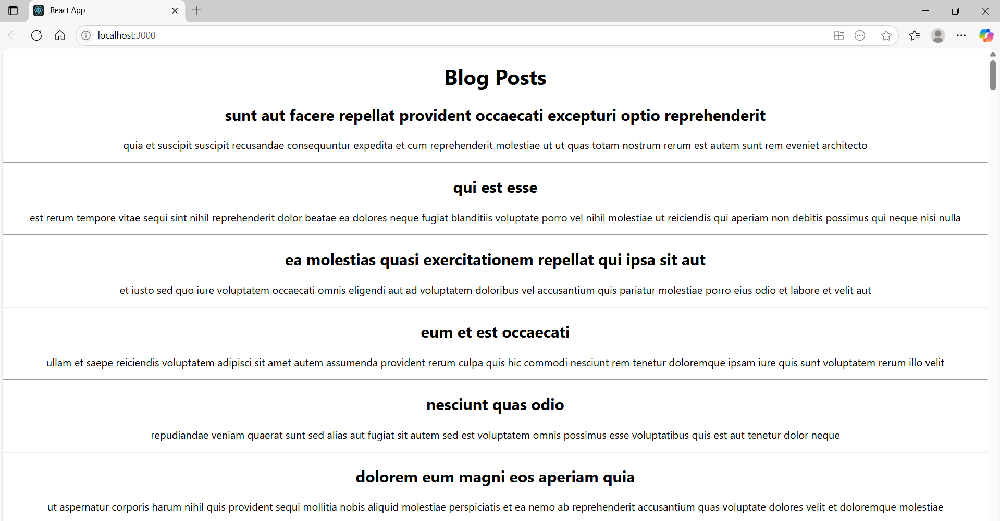 React App
localhost:3000
Blog Posts
sunt aut facere repellat provident occaecati excepturi optio reprehenderit
quia et suscipit suscipit recusandae consequuntur expedita et cum reprehenderit molestiae ut ut quas totam nostrum rerum est autem sunt rem eveniet architecto
qui est esse
est rerum tempore vitae sequi sint nihil reprehenderit dolor beatae ea dolores neque fugiat blanditiis voluptate porro vel nihil molestiae ut reiciendis qui aperiam non debitis possimus qui neque nisi nulla
ea molestias quasi exercitationem repellat qui ipsa sit aut
et iusto sed quo iure voluptatem occaecati omnis eligendi aut ad voluptatem doloribus vel accusantium quis pariatur molestiae porro eius odio et labore et velit aut
eum et est occaecati
ullam et saepe reiciendis voluptatem adipisci sit amet autem assumenda provident rerum culpa quis hic commodi nesciunt rem tenetur doloremque ipsam iure quis sunt voluptatem rerum illo velit
nesciunt quas odio
repudiandae veniam quaerat sunt sed alias aut fugiat sit autem sed est voluptatem omnis possimus esse voluptatibus quis est aut tenetur dolor neque
dolorem eum magni eos aperiam quia
ut aspernatur corporis harum nihil quis provident sequi mollitia nobis aliquid molestiae perspiciatis et ea nemo ab reprehenderit accusantium quas voluptate dolores velit et doloremque molestiae